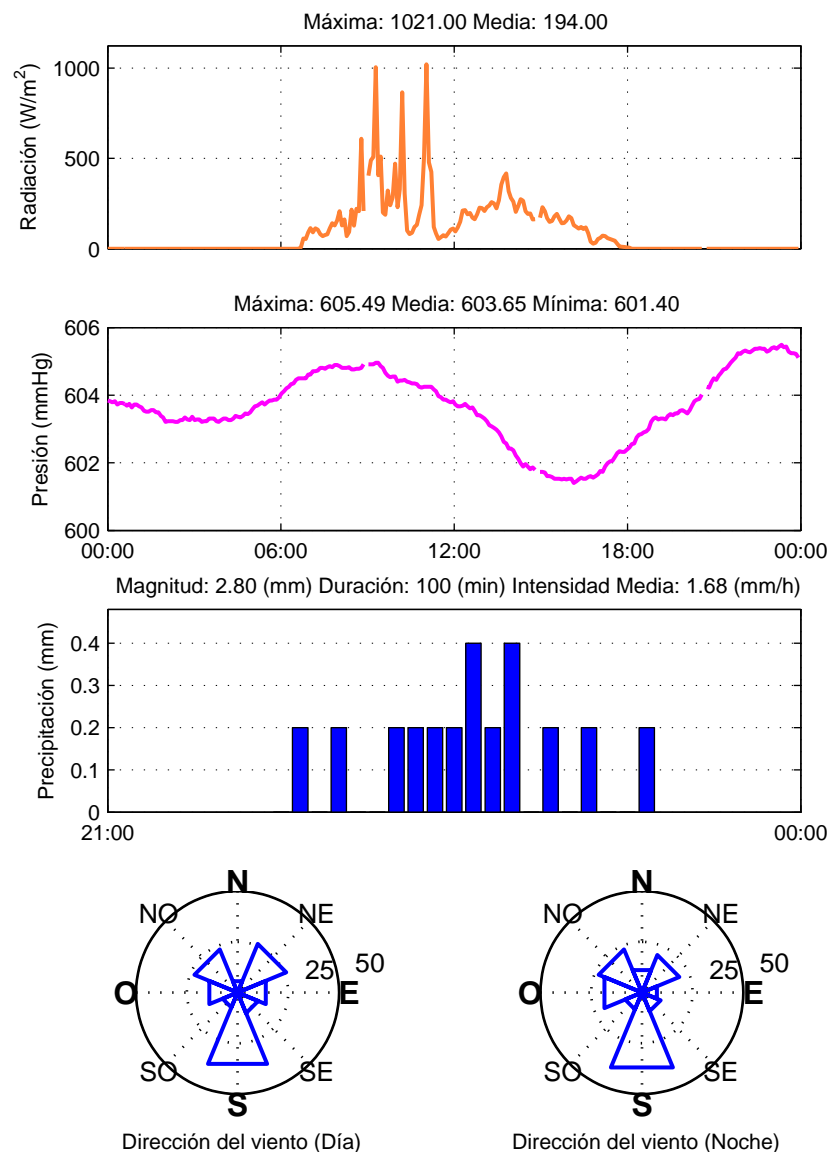 Máxima: 1021.00 Media: 194.00
1000
500
0
Radiación (W/m²)
Máxima: 605.49 Media: 603.65 Mínima: 601.40
606
604
602
600
Presión (mmHg)
00:00 06:00 12:00 18:00 00:00
Magnitud: 2.80 (mm) Duración: 100 (min) Intensidad Media: 1.68 (mm/h)
0.4
0.3
0.2
0.1
0
Precipitación (mm)
21:00 00:00
N
NO NE
25 50
O E
SO SE
S
Dirección del viento (Día)
N
NO NE
25 50
O E
SO SE
S
Dirección del viento (Noche)